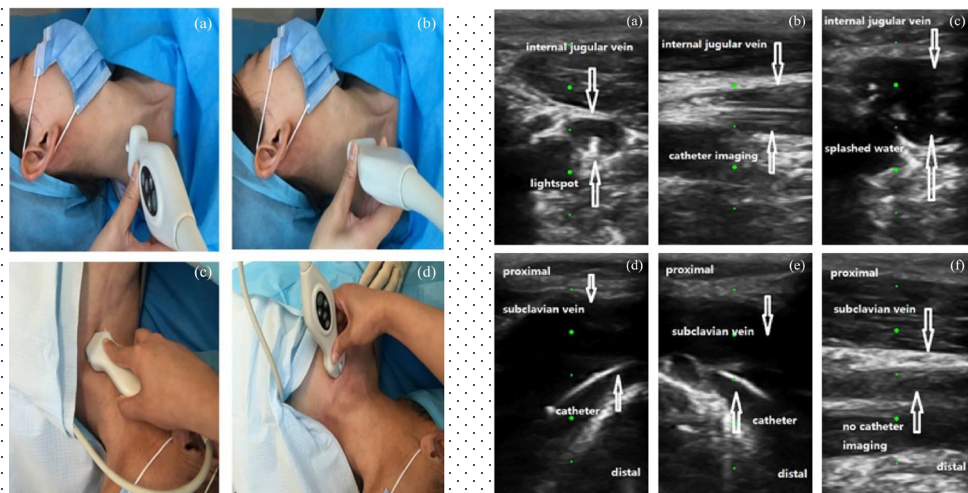 (a)
(b)
(c)
(d)
(a)
internal jugular vein
lightspot
(b)
internal jugular vein
catheter imaging
(c)
internal jugular vein
splashed water
(d)
proximal
subclavian vein
catheter
distal
(e)
proximal
subclavian vein
catheter
distal
(f)
proximal
subclavian vein
no catheter
imaging
distal